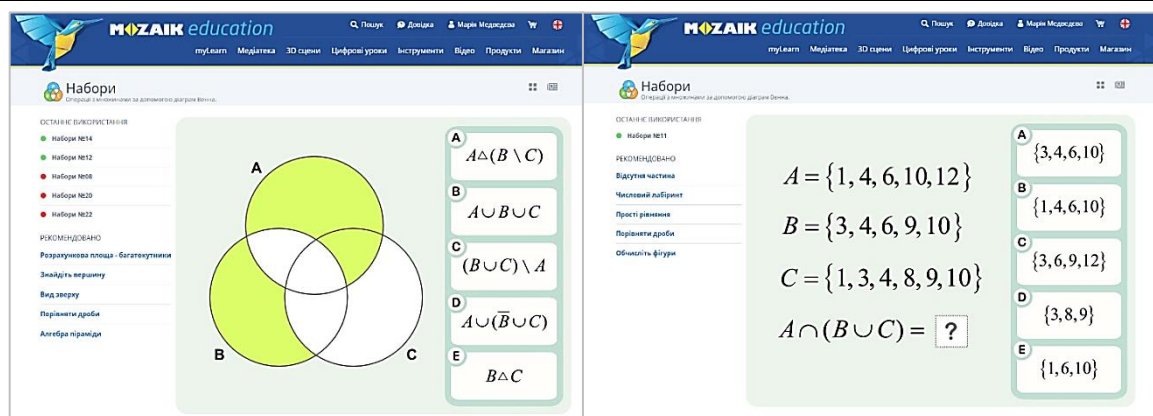 MOZAIK education
Пошук Довідка Марія Медведєва
myLearn Медіатека 3D сцени Цифрові уроки Інструменти Відео Продукти Магазин
Набори
Операції з множинами за допомогою діаграм Венна.
ОСТАННЄ ВИКОРИСТАННЯ
Набори №14
Набори №12
Набори №08
Набори №20
Набори №22
РЕКОМЕНДОВАНО
Розрахункова площа - багатокутники
Знайдіть вершину
Вид зверху
Порівняти дроби
Алгебра піраміди
A
B
C
A A△(B \ C)
B A∪B∪C
C (B∪C) \ A
D A∪(B̅∪C)
E B△C
MOZAIK education
Пошук Довідка Марія Медведєва
myLearn Медіатека 3D сцени Цифрові уроки Інструменти Відео Продукти Магазин
Набори
Операції з множинами за допомогою діаграм Венна.
ОСТАННЄ ВИКОРИСТАННЯ
Набори №11
РЕКОМЕНДОВАНО
Відсутня частина
Числовий лабіринт
Прості рівняння
Порівняти дроби
Обчисліть фігури
A = {1, 4, 6, 10, 12}
B = {3, 4, 6, 9, 10}
C = {1, 3, 4, 8, 9, 10}
A∩(B∪C) = ?
A {3,4,6,10}
B {1,4,6,10}
C {3,6,9,12}
D {3,8,9}
E {1,6,10}